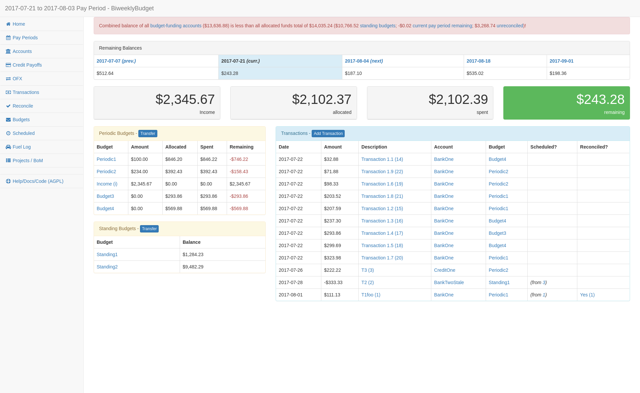 2017-07-21 to 2017-08-03 Pay Period - BiweeklyBudget
Home
Pay Periods
Accounts
Credit Payoffs
OFX
Transactions
Reconcile
Budgets
Scheduled
Fuel Log
Projects / BoM
Help/Docs/Code (AGPL)
Combined balance of all budget-funding accounts ($13,636.88) is less than all allocated funds total of $14,035.24 ($10,766.52 standing budgets; -$0.02 current pay period remaining; $3,268.74 unreconciled)!
Remaining Balances
2017-07-07 (prev.) 2017-07-21 (curr.) 2017-08-04 (next) 2017-08-18 2017-09-01
$512.64 $243.28 $187.10 $535.02 $198.36
$2,345.67 $2,102.37 $2,102.39 $243.28
Income allocated spent remaining
Periodic Budgets - Transfer
Budget Amount Allocated Spent Remaining
Periodic1 $100.00 $846.20 $846.22 -$746.22
Periodic2 $234.00 $392.43 $392.43 -$158.43
Income (i) $2,345.67 $0.00 $0.00 $2,345.67
Budget3 $0.00 $293.88 $293.88 -$293.88
Budget4 $0.00 $569.88 $569.88 -$569.88
Standing Budgets - Transfer
Budget Balance
Standing1 $1,284.23
Standing2 $9,482.29
Transactions - Add Transaction
Date Amount Description Account Budget Scheduled? Reconciled?
2017-07-22 $32.88 Transaction 1.1 (14) BankOne Budget4
2017-07-22 $71.88 Transaction 1.9 (22) BankOne Periodic2
2017-07-22 $98.33 Transaction 1.6 (19) BankOne Periodic2
2017-07-22 $203.52 Transaction 1.8 (21) BankOne Periodic1
2017-07-22 $207.59 Transaction 1.2 (15) BankOne Periodic1
2017-07-22 $237.30 Transaction 1.3 (16) BankOne Budget4
2017-07-22 $293.88 Transaction 1.4 (17) BankOne Budget3
2017-07-22 $299.69 Transaction 1.5 (18) BankOne Budget4
2017-07-22 $323.98 Transaction 1.7 (20) BankOne Periodic1
2017-07-26 $222.22 T3 (3) CreditOne Periodic2
2017-07-28 -$333.33 T2 (2) BankTwoStale Standing1 (from 3)
2017-08-01 $111.13 T1foo (1) BankOne Periodic1 (from 1) Yes (1)